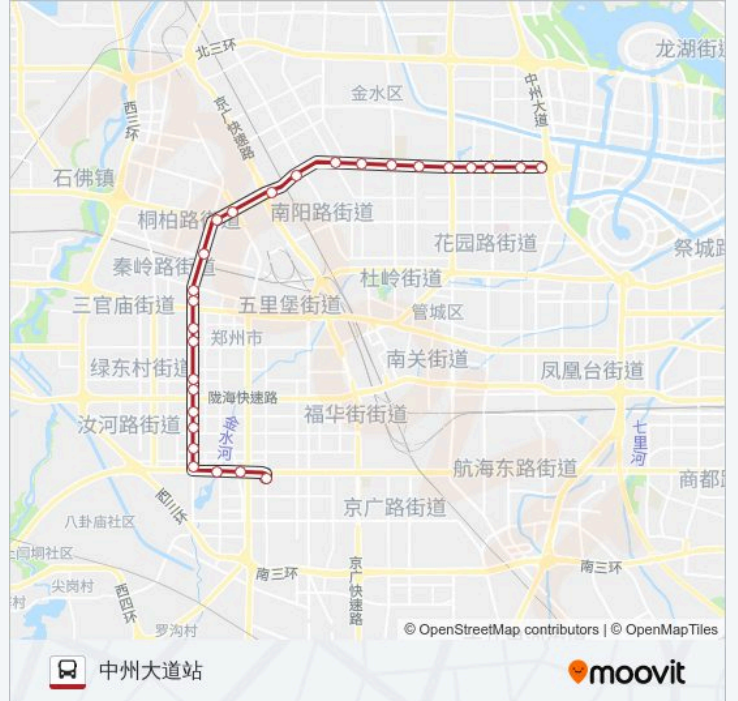 北三环
龙湖街道
中州大道
金水区
京广快速路
西三环
石佛镇
桐柏路街道
南阳路街道
花园路街道
祭城路
秦岭路街道
杜岭街道
三官庙街道
五里堡街道
管城区
郑州市
南关街道
绿东村街道
凤凰台街道
陇海快速路
福华街街道
汝河路街道
金水河
七里河
航海东路街道
商都
西三环
京广路街道
八卦庙社区
闫垌社区
南三环
京广快速路
南三环
尖岗村
村
西四环
罗沟村
© OpenStreetMap contributors | © OpenMapTiles
中州大道站
moovit